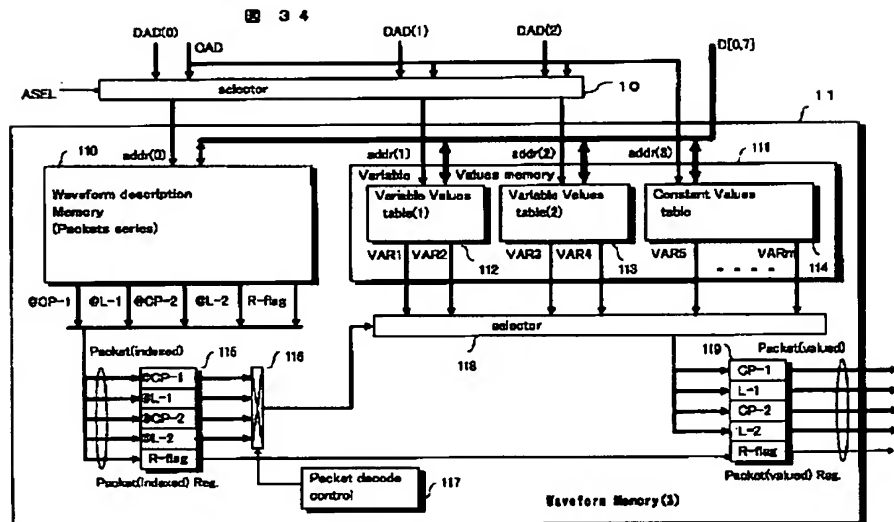 図 34
DAD(0)
OAD
DAD(1)
DAD(2)
D[0,7]
ASEL
selector
10
11
110
addr(0)
addr(1)
addr(2)
addr(3)
111
Variable Values memory
Waveform description
Memory
(Packets series)
Variable Values
table(1)
Variable Values
table(2)
Constant Values
table
VAR1
VAR2
112
VAR3
VAR4
113
VAR5
- - - -
VARm
114
@CP-1
@L-1
@CP-2
@L-2
R-flag
selector
118
Packet(indexed)
115
116
119
Packet(valued)
@CP-1
@L-1
@CP-2
@L-2
R-flag
CP-1
L-1
CP-2
L-2
R-flag
Packet(indexed) Reg.
Packet decode
control
117
Packet(valued) Reg.
Waveform Memory(3)